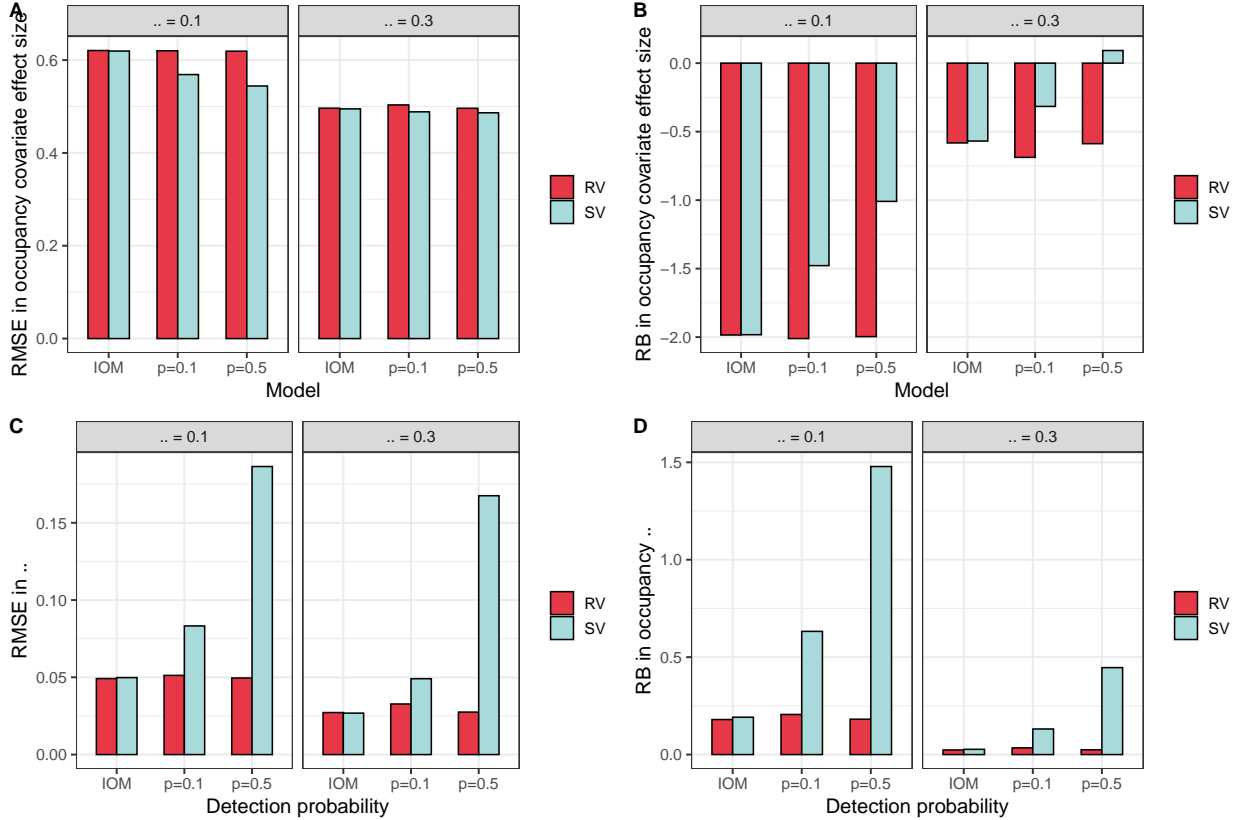 A
RMSE in occupancy covariate effect size
.. = 0.1
.. = 0.3
0.6
0.4
0.2
0.0
IOM
p=0.1
p=0.5
IOM
p=0.1
p=0.5
Model
RV
SV
B
RB in occupancy covariate effect size
.. = 0.1
.. = 0.3
0.0
−0.5
−1.0
−1.5
−2.0
IOM
p=0.1
p=0.5
IOM
p=0.1
p=0.5
Model
RV
SV
C
RMSE in ..
.. = 0.1
.. = 0.3
0.15
0.10
0.05
0.00
IOM
p=0.1
p=0.5
IOM
p=0.1
p=0.5
Detection probability
RV
SV
D
RB in occupancy ..
.. = 0.1
.. = 0.3
1.5
1.0
0.5
0.0
IOM
p=0.1
p=0.5
IOM
p=0.1
p=0.5
Detection probability
RV
SV